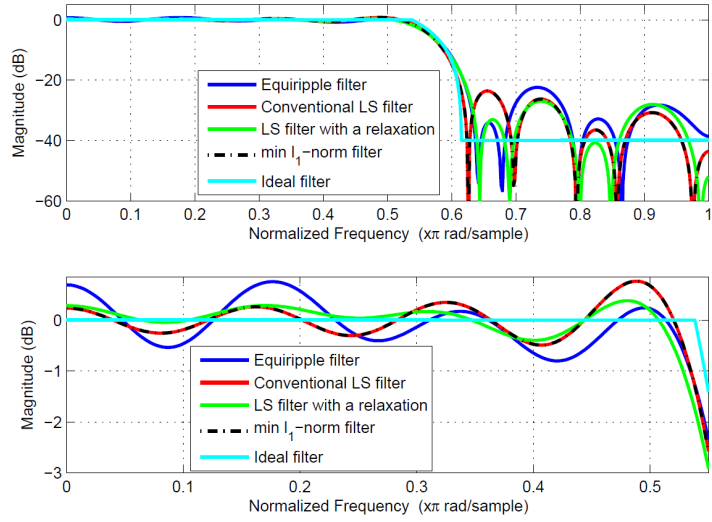 0
−20
−40
−60
Magnitude (dB)
Equiripple filter
Conventional LS filter
LS filter with a relaxation
min l1−norm filter
Ideal filter
0 0.1 0.2 0.3 0.4 0.5 0.6 0.7 0.8 0.9 1
Normalized Frequency (xπ rad/sample)
0
−1
−2
−3
Magnitude (dB)
Equiripple filter
Conventional LS filter
LS filter with a relaxation
min l1−norm filter
Ideal filter
0 0.1 0.2 0.3 0.4 0.5
Normalized Frequency (xπ rad/sample)